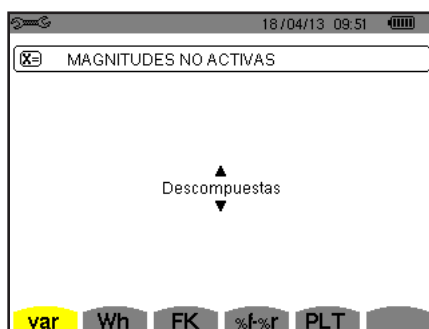 18/04/13 09:51
X= MAGNITUDES NO ACTIVAS
Descompuestas
var Wh FK %f-%r PLT